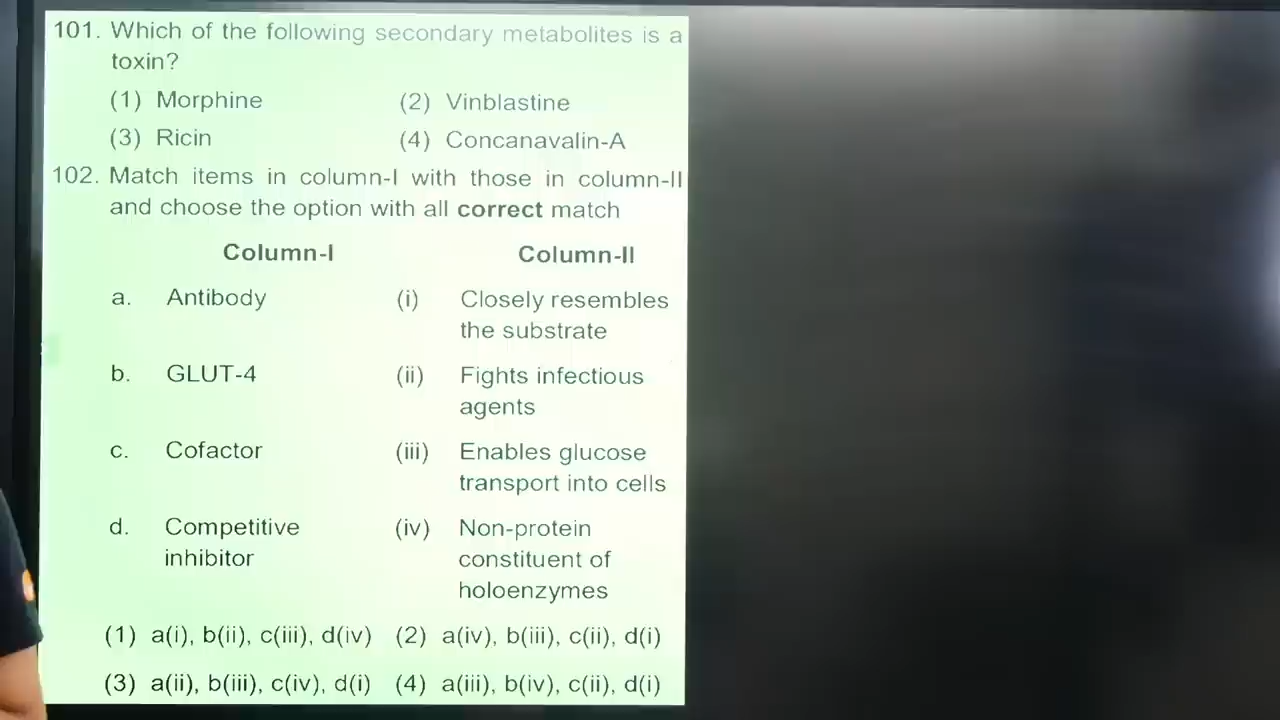 101. Which of the following secondary metabolites is a
toxin?
(1) Morphine (2) Vinblastine
(3) Ricin (4) Concanavalin-A
102. Match items in column-I with those in column-II
and choose the option with all correct match
Column-I Column-II
a. Antibody (i) Closely resembles
the substrate
b. GLUT-4 (ii) Fights infectious
agents
c. Cofactor (iii) Enables glucose
transport into cells
d. Competitive (iv) Non-protein
inhibitor constituent of
holoenzymes
(1) a(i), b(ii), c(iii), d(iv) (2) a(iv), b(iii), c(ii), d(i)
(3) a(ii), b(iii), c(iv), d(i) (4) a(iii), b(iv), c(ii), d(i)